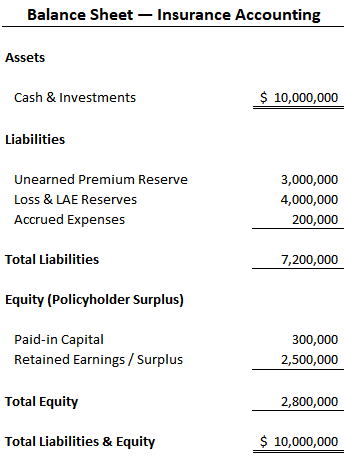 Balance Sheet — Insurance Accounting
Assets
Cash & Investments $ 10,000,000
Liabilities
Unearned Premium Reserve 3,000,000
Loss & LAE Reserves 4,000,000
Accrued Expenses 200,000
Total Liabilities 7,200,000
Equity (Policyholder Surplus)
Paid-in Capital 300,000
Retained Earnings / Surplus 2,500,000
Total Equity 2,800,000
Total Liabilities & Equity $ 10,000,000